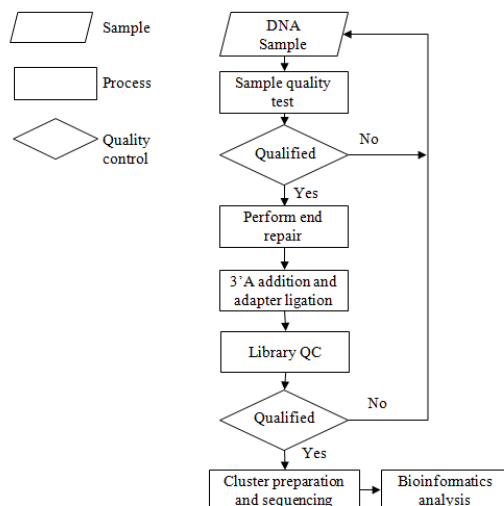 Sample
Process
Quality
control
DNA
Sample
Sample quality
test
Qualified
No
Yes
Perform end
repair
3’A addition and
adapter ligation
Library QC
Qualified
No
Yes
Cluster preparation
and sequencing
Bioinformatics
analysis